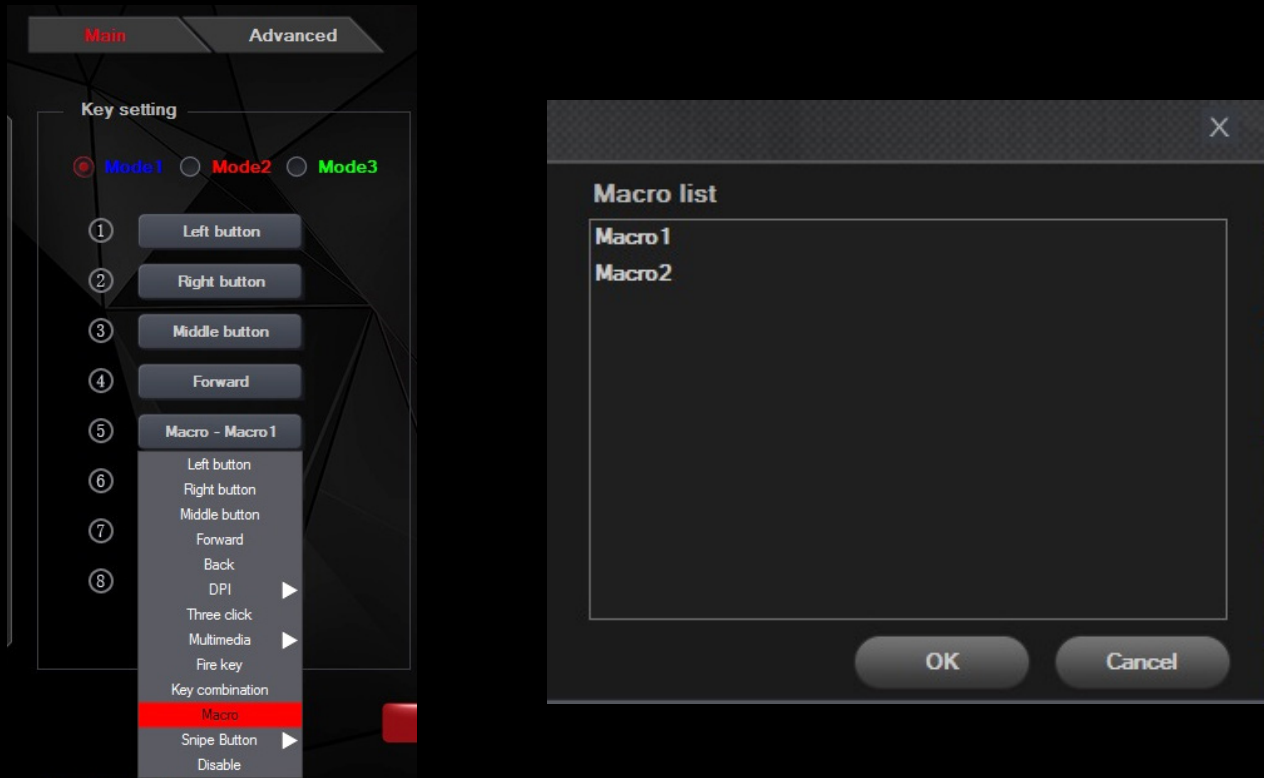 Main Advanced
Key setting
Mode1 Mode2 Mode3
① Left button
② Right button
③ Middle button
④ Forward
⑤ Macro - Macro1
⑥
⑦
⑧
Left button
Right button
Middle button
Forward
Back
DPI
Three click
Multimedia
Fire key
Key combination
Macro
Snipe Button
Disable
X
Macro list
Macro1
Macro2
OK Cancel